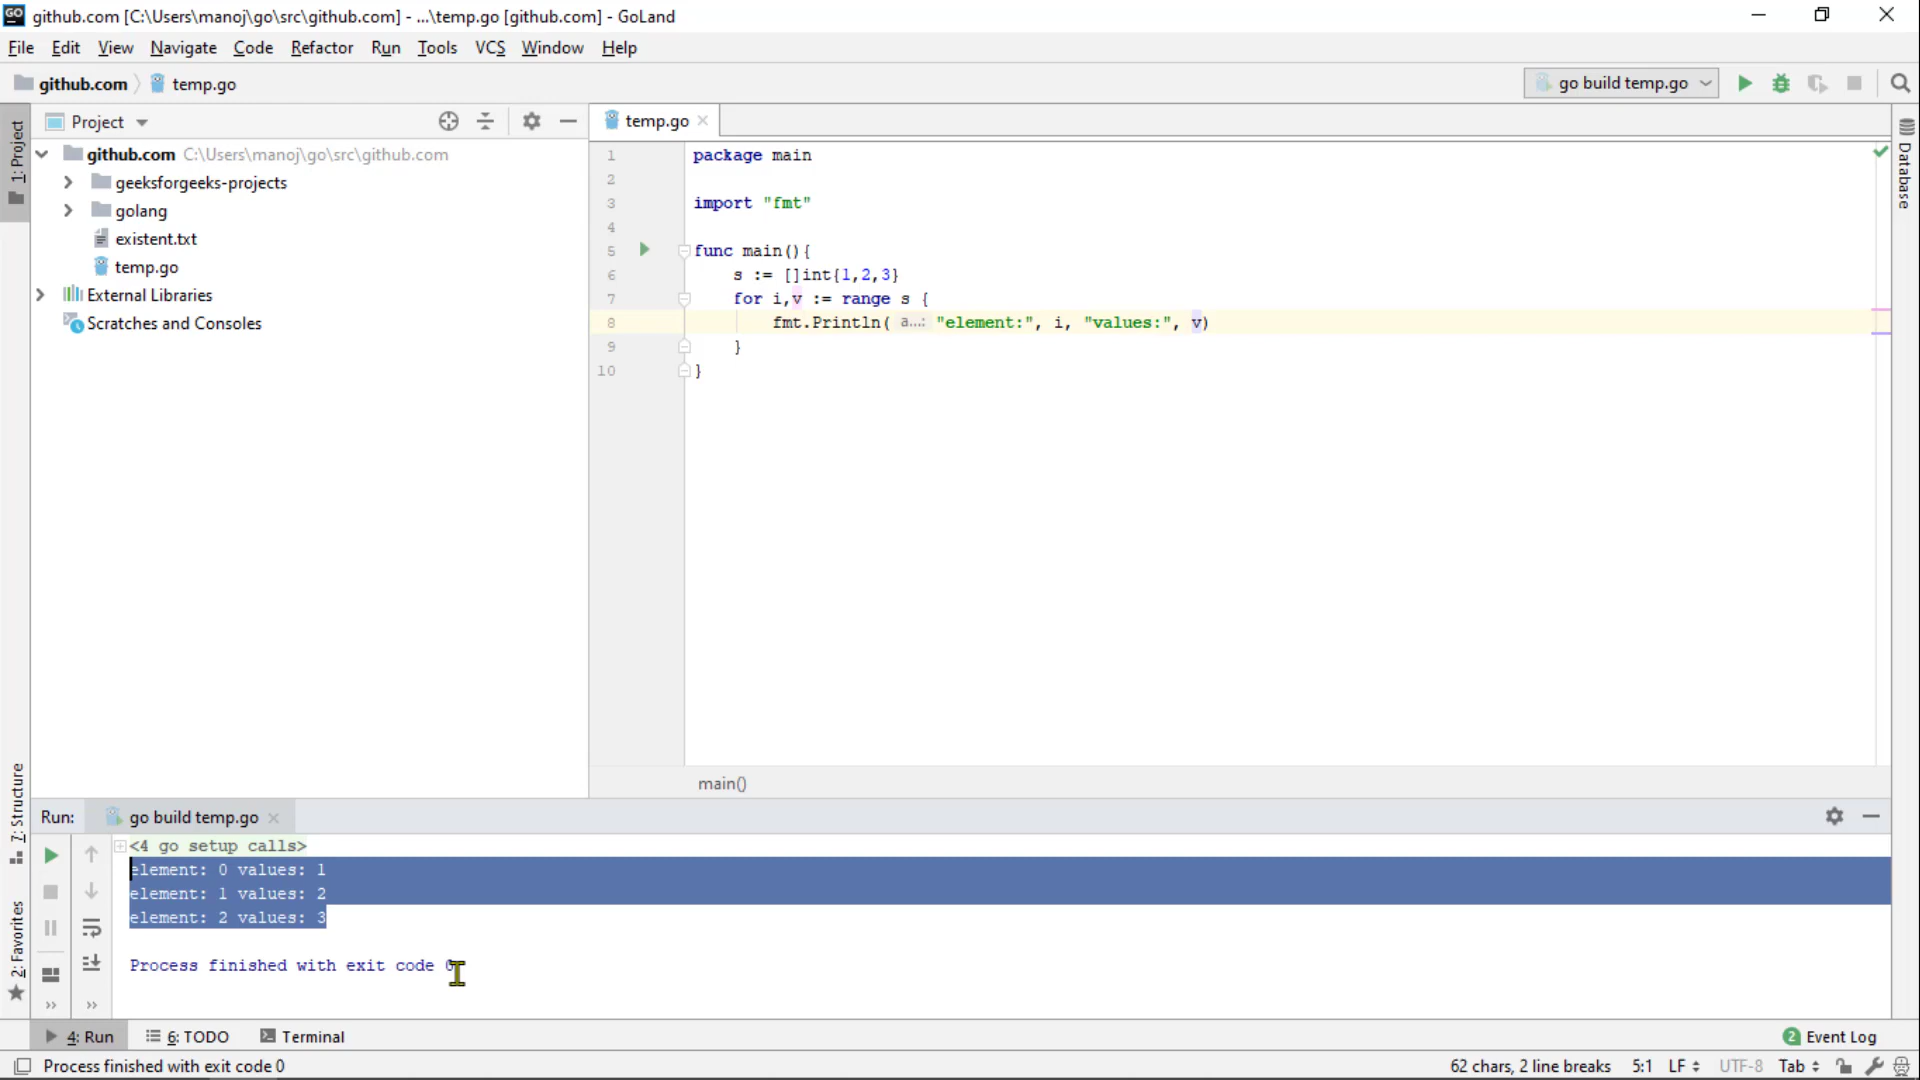 GO github.com [C:\Users\manoj\go\src\github.com] - ...\temp.go [github.com] - GoLand
File Edit View Navigate Code Refactor Run Tools VCS Window Help
github.com temp.go go build temp.go
1: Project
Project
github.com C:\Users\manoj\go\src\github.com
geeksforgeeks-projects
golang
existent.txt
temp.go
External Libraries
Scratches and Consoles
temp.go
1 package main
2
3 import "fmt"
4
5 func main(){
6 s := []int{1,2,3}
7 for i,v := range s {
8 fmt.Println( a...: "element:", i, "values:", v)
9 }
10 }
main()
Database
7: Structure
2: Favorites
Run: go build temp.go
<4 go setup calls>
element: 0 values: 1
element: 1 values: 2
element: 2 values: 3
Process finished with exit code 0
4: Run 6: TODO Terminal 2 Event Log
Process finished with exit code 0 62 chars, 2 line breaks 5:1 LF UTF-8 Tab